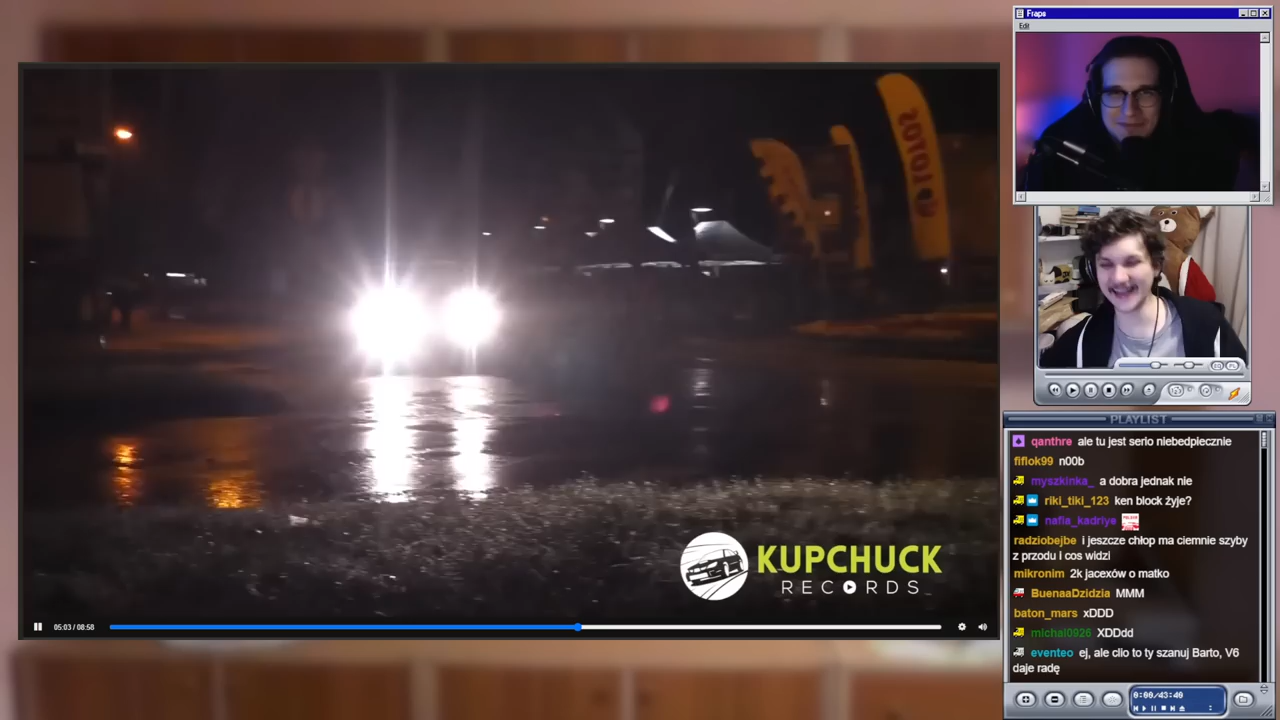 Fraps
Edit
LOTOS
KUPCHUCK
RECORDS
05:03 / 08:58
PLAYLIST
qanthre ale tu jest serio niebedpiecznie
fiflok99 n00b
myszkinka_ a dobra jednak nie
riki_tiki_123 ken block żyje?
nafia_kadriye
radziobejbe i jeszcze chłop ma ciemnie szyby
z przodu i cos widzi
mikronim 2k jacexów o matko
BuenaaDzidzia MMM
baton_mars xDDD
michal0926 XDDdd
eventeo ej, ale clio to ty szanuj Barto, V6
daje radę
0:00/43:40